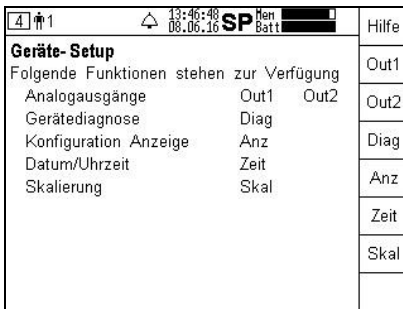 4 1 13:46:48 SP Mem
08.06.16 Batt
Geräte-Setup
Folgende Funktionen stehen zur Verfügung
Analogausgänge Out1 Out2
Gerätediagnose Diag
Konfiguration Anzeige Anz
Datum/Uhrzeit Zeit
Skalierung Skal
Hilfe
Out1
Out2
Diag
Anz
Zeit
Skal